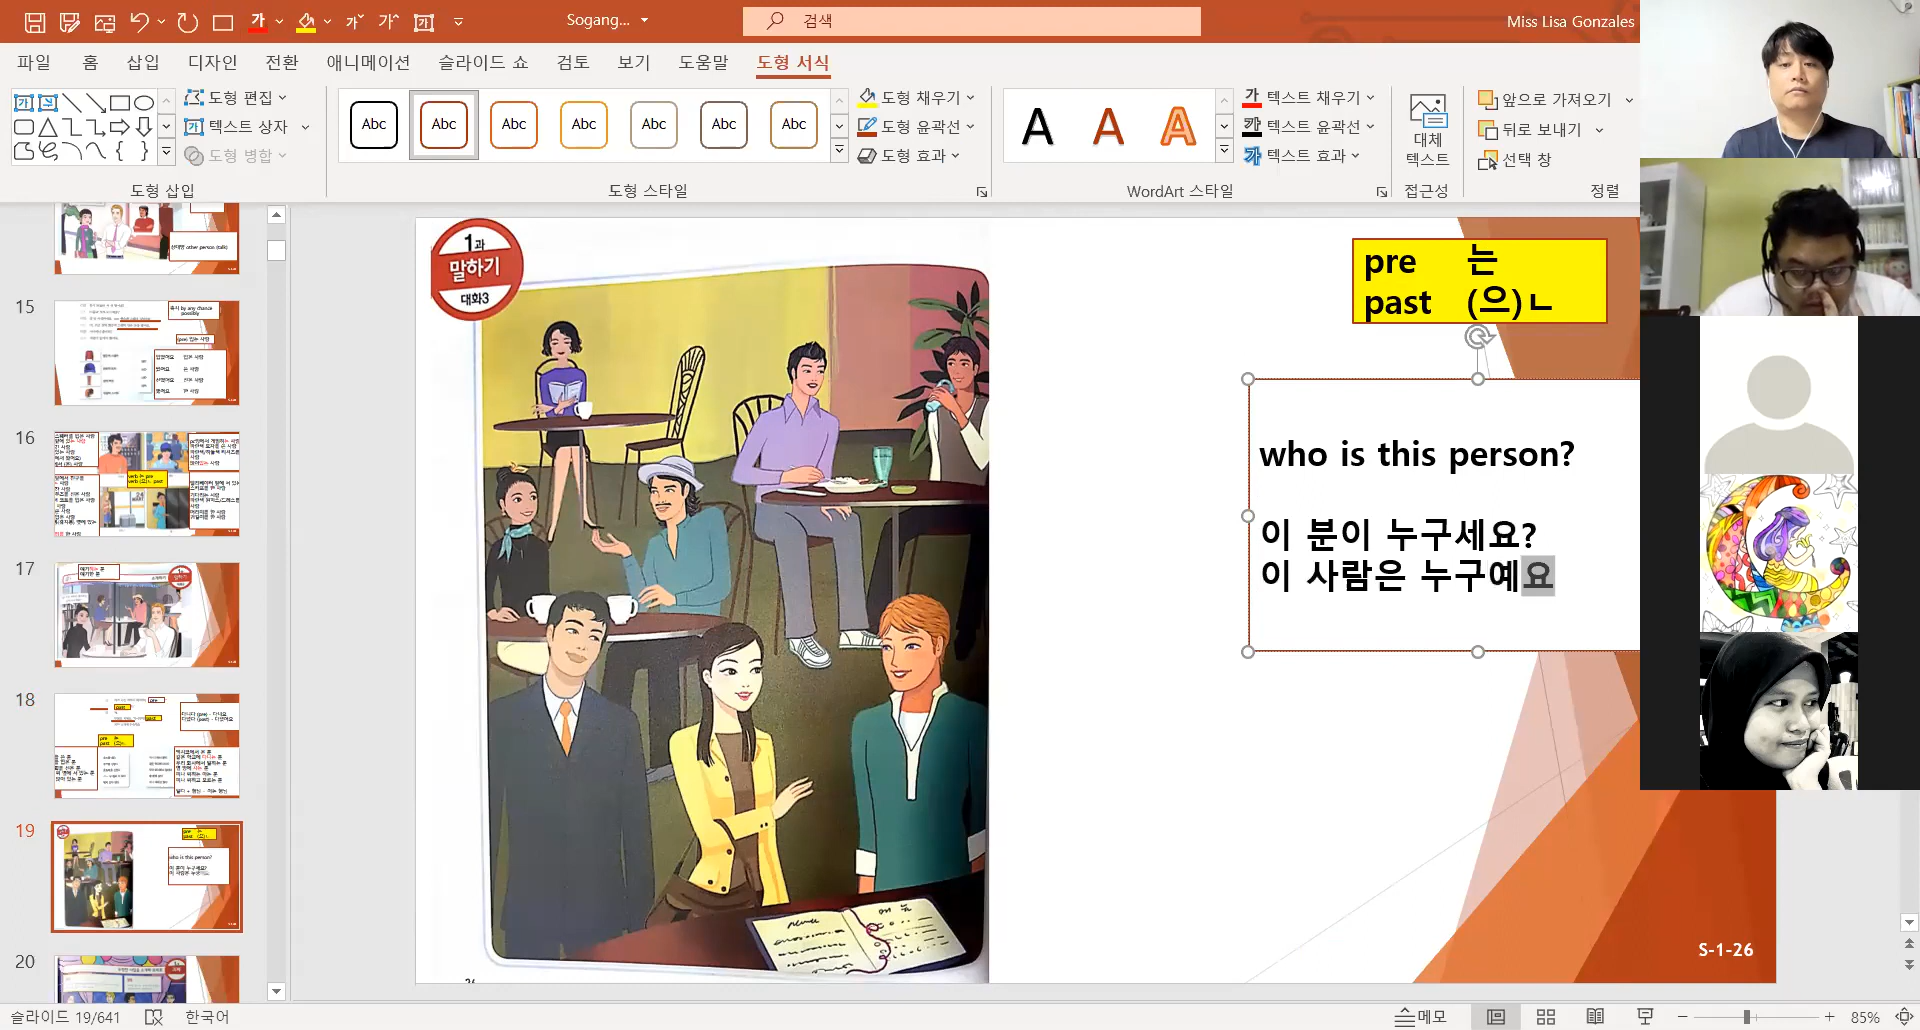 Sogang...
검색
Miss Lisa Gonzales
파일 홈 삽입 디자인 전환 애니메이션 슬라이드 쇼 검토 보기 도움말 도형 서식
도형 편집
텍스트 상자
도형 병합
도형 삽입
Abc Abc Abc Abc Abc Abc Abc
도형 채우기
도형 윤곽선
도형 효과
도형 스타일
A A A
텍스트 채우기
텍스트 윤곽선
텍스트 효과
WordArt 스타일
대체
텍스트
접근성
앞으로 가져오기
뒤로 보내기
선택 창
정렬
15
16
17
18
19
20
1과
말하기
대화3
pre 는
past (으)ㄴ
who is this person?
이 분이 누구세요?
이 사람은 누구예요
S-1-26
슬라이드 19/641
한국어
메모
85%